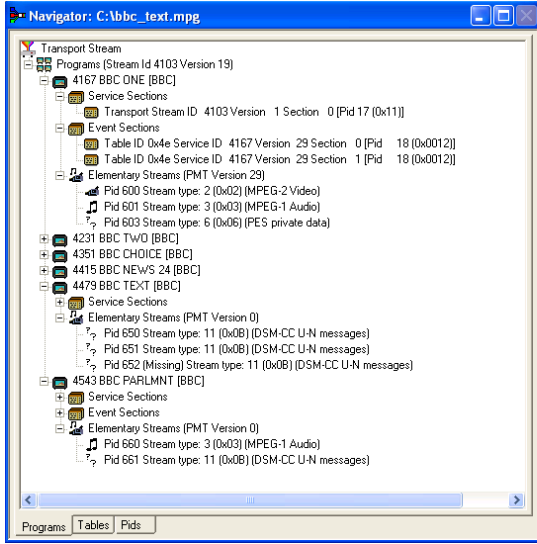 Navigator: C:\bbc_text.mpg
Transport Stream
Programs (Stream Id 4103 Version 19)
4167 BBC ONE [BBC]
Service Sections
Transport Stream ID 4103 Version 1 Section 0 [Pid 17 (0x11)]
Event Sections
Table ID 0x4e Service ID 4167 Version 29 Section 0 [Pid 18 (0x0012)]
Table ID 0x4e Service ID 4167 Version 29 Section 1 [Pid 18 (0x0012)]
Elementary Streams (PMT Version 29)
Pid 600 Stream type: 2 (0x02) (MPEG-2 Video)
Pid 601 Stream type: 3 (0x03) (MPEG-1 Audio)
Pid 603 Stream type: 6 (0x06) (PES private data)
4231 BBC TWO [BBC]
4351 BBC CHOICE [BBC]
4415 BBC NEWS 24 [BBC]
4479 BBC TEXT [BBC]
Service Sections
Elementary Streams (PMT Version 0)
Pid 650 Stream type: 11 (0x0B) (DSM-CC U-N messages)
Pid 651 Stream type: 11 (0x0B) (DSM-CC U-N messages)
Pid 652 (Missing) Stream type: 11 (0x0B) (DSM-CC U-N messages)
4543 BBC PARLMNT [BBC]
Service Sections
Event Sections
Elementary Streams (PMT Version 0)
Pid 660 Stream type: 3 (0x03) (MPEG-1 Audio)
Pid 661 Stream type: 11 (0x0B) (DSM-CC U-N messages)
Programs Tables Pids